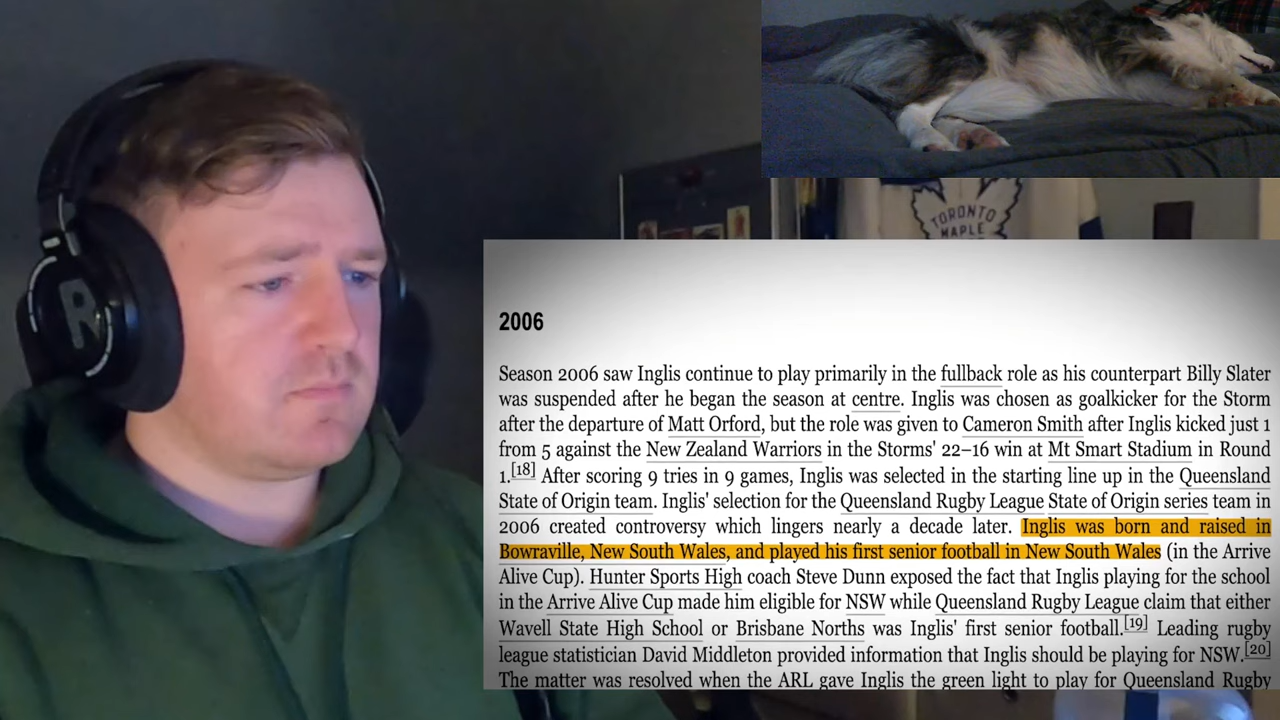 R
TORONTO
MAPLE
2006
Season 2006 saw Inglis continue to play primarily in the fullback role as his counterpart Billy Slater
was suspended after he began the season at centre. Inglis was chosen as goalkicker for the Storm
after the departure of Matt Orford, but the role was given to Cameron Smith after Inglis kicked just 1
from 5 against the New Zealand Warriors in the Storms' 22–16 win at Mt Smart Stadium in Round
1.[18] After scoring 9 tries in 9 games, Inglis was selected in the starting line up in the Queensland
State of Origin team. Inglis' selection for the Queensland Rugby League State of Origin series team in
2006 created controversy which lingers nearly a decade later. Inglis was born and raised in
Bowraville, New South Wales, and played his first senior football in New South Wales (in the Arrive
Alive Cup). Hunter Sports High coach Steve Dunn exposed the fact that Inglis playing for the school
in the Arrive Alive Cup made him eligible for NSW while Queensland Rugby League claim that either
Wavell State High School or Brisbane Norths was Inglis' first senior football.[19] Leading rugby
league statistician David Middleton provided information that Inglis should be playing for NSW.[20]
The matter was resolved when the ARL gave Inglis the green light to play for Queensland Rugby